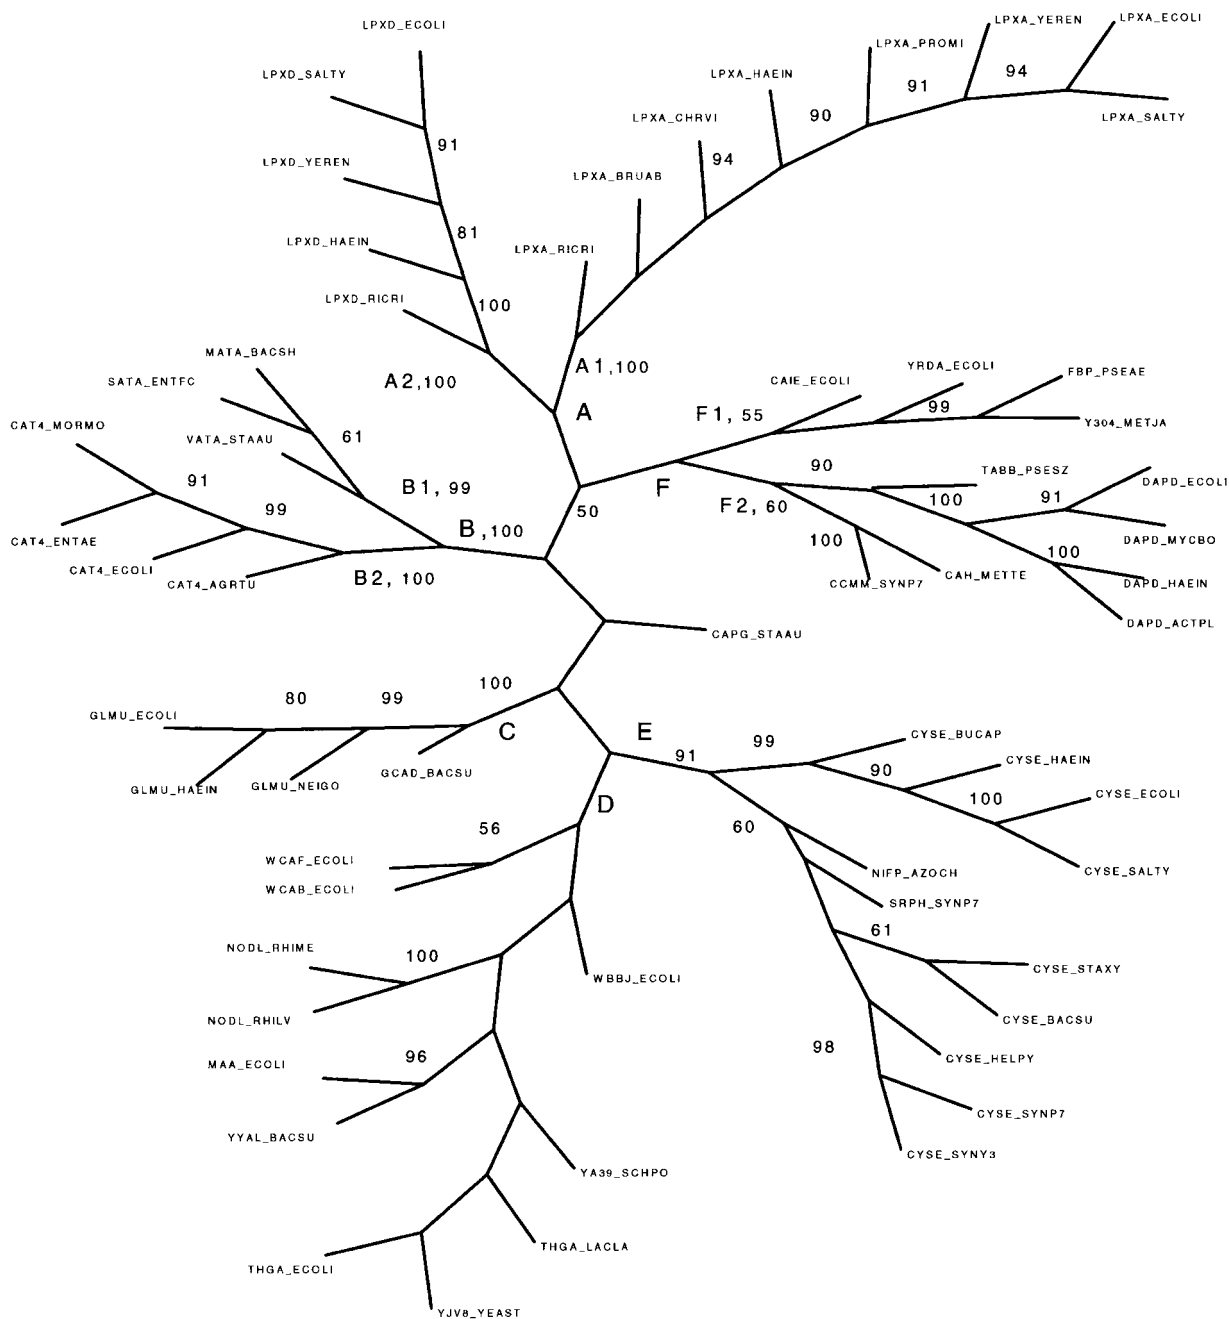 LPXD_ECOLI
LPXA_YEREN
LPXA_ECOLI
LPXA_PROMI
LPXD_SALTY
LPXA_HAEIN
94
91
90
LPXA_SALTY
LPXA_CHRVI
91
94
LPXD_YEREN
LPXA_BRUAB
81
LPXD_HAEIN
LPXA_RICRI
LPXD_RICRI
100
MATA_BACSH
A1,100
A2,100
SATA_ENTFC
CAIE_ECOLI
YRDA_ECOLI
FBP_PSEAE
A
F1, 55
99
Y304_METJA
CAT4_MORMO
VATA_STAAU
61
90
TABB_PSESZ
DAPD_ECOLI
91
B1, 99
F
F2, 60
100
91
99
B,100
50
CAT4_ENTAE
DAPD_MYCBO
CAT4_ECOLI
100
100
CAT4_AGRTU
B2, 100
CCMM_SYNP7
CAH_METTE
DAPD_HAEIN
DAPD_ACTPL
CAPG_STAAU
100
80
99
GLMU_ECOLI
C
E
99
CYSE_BUCAP
91
CYSE_HAEIN
GCAD_BACSU
90
GLMU_HAEIN
GLMU_NEIGO
100
CYSE_ECOLI
D
56
60
WCAF_ECOLI
NIFP_AZOCH
CYSE_SALTY
WCAB_ECOLI
SRPH_SYNP7
61
NODL_RHIME
100
WBBJ_ECOLI
CYSE_STAXY
NODL_RHILV
CYSE_BACSU
98
MAA_ECOLI
96
CYSE_HELPY
CYSE_SYNP7
YYAL_BACSU
CYSE_SYNY3
YA39_SCHPO
THGA_LACLA
THGA_ECOLI
YJV8_YEAST